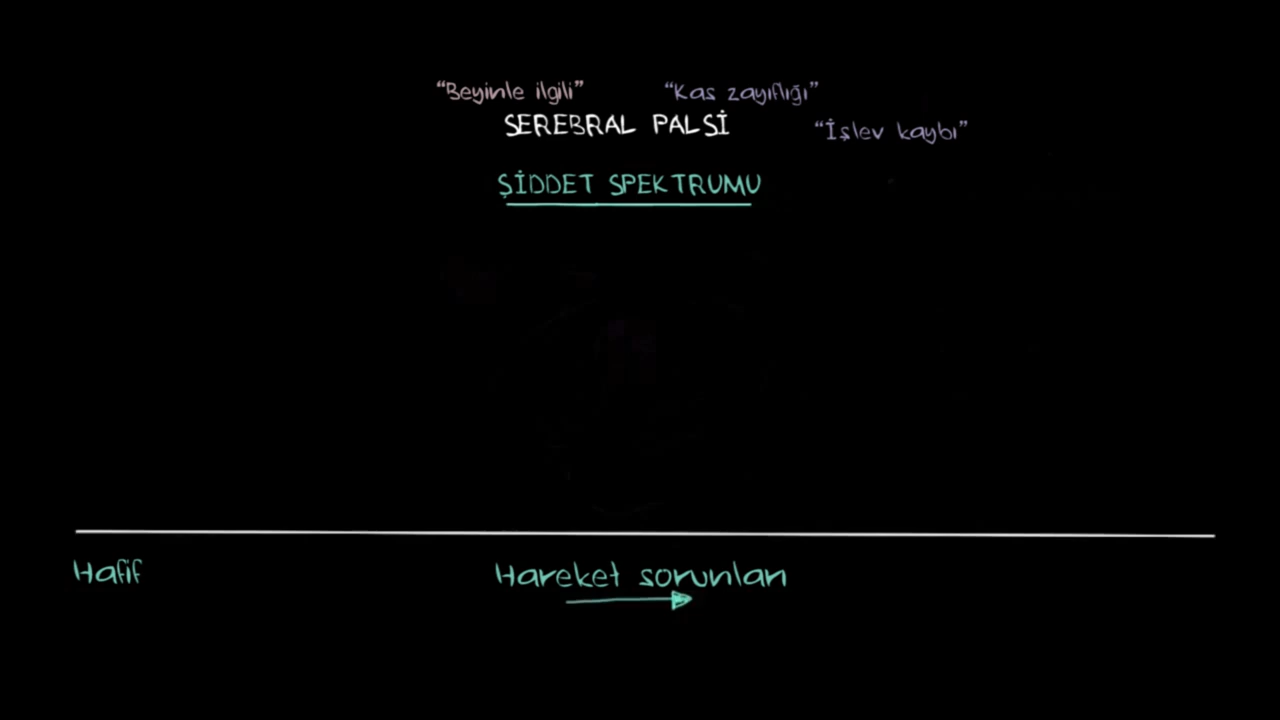 “Beyinle ilgili” “Kas zayıflığı”
SEREBRAL PALSİ “İşlev kaybı”
ŞİDDET SPEKTRUMU
Hafif Hareket sorunları